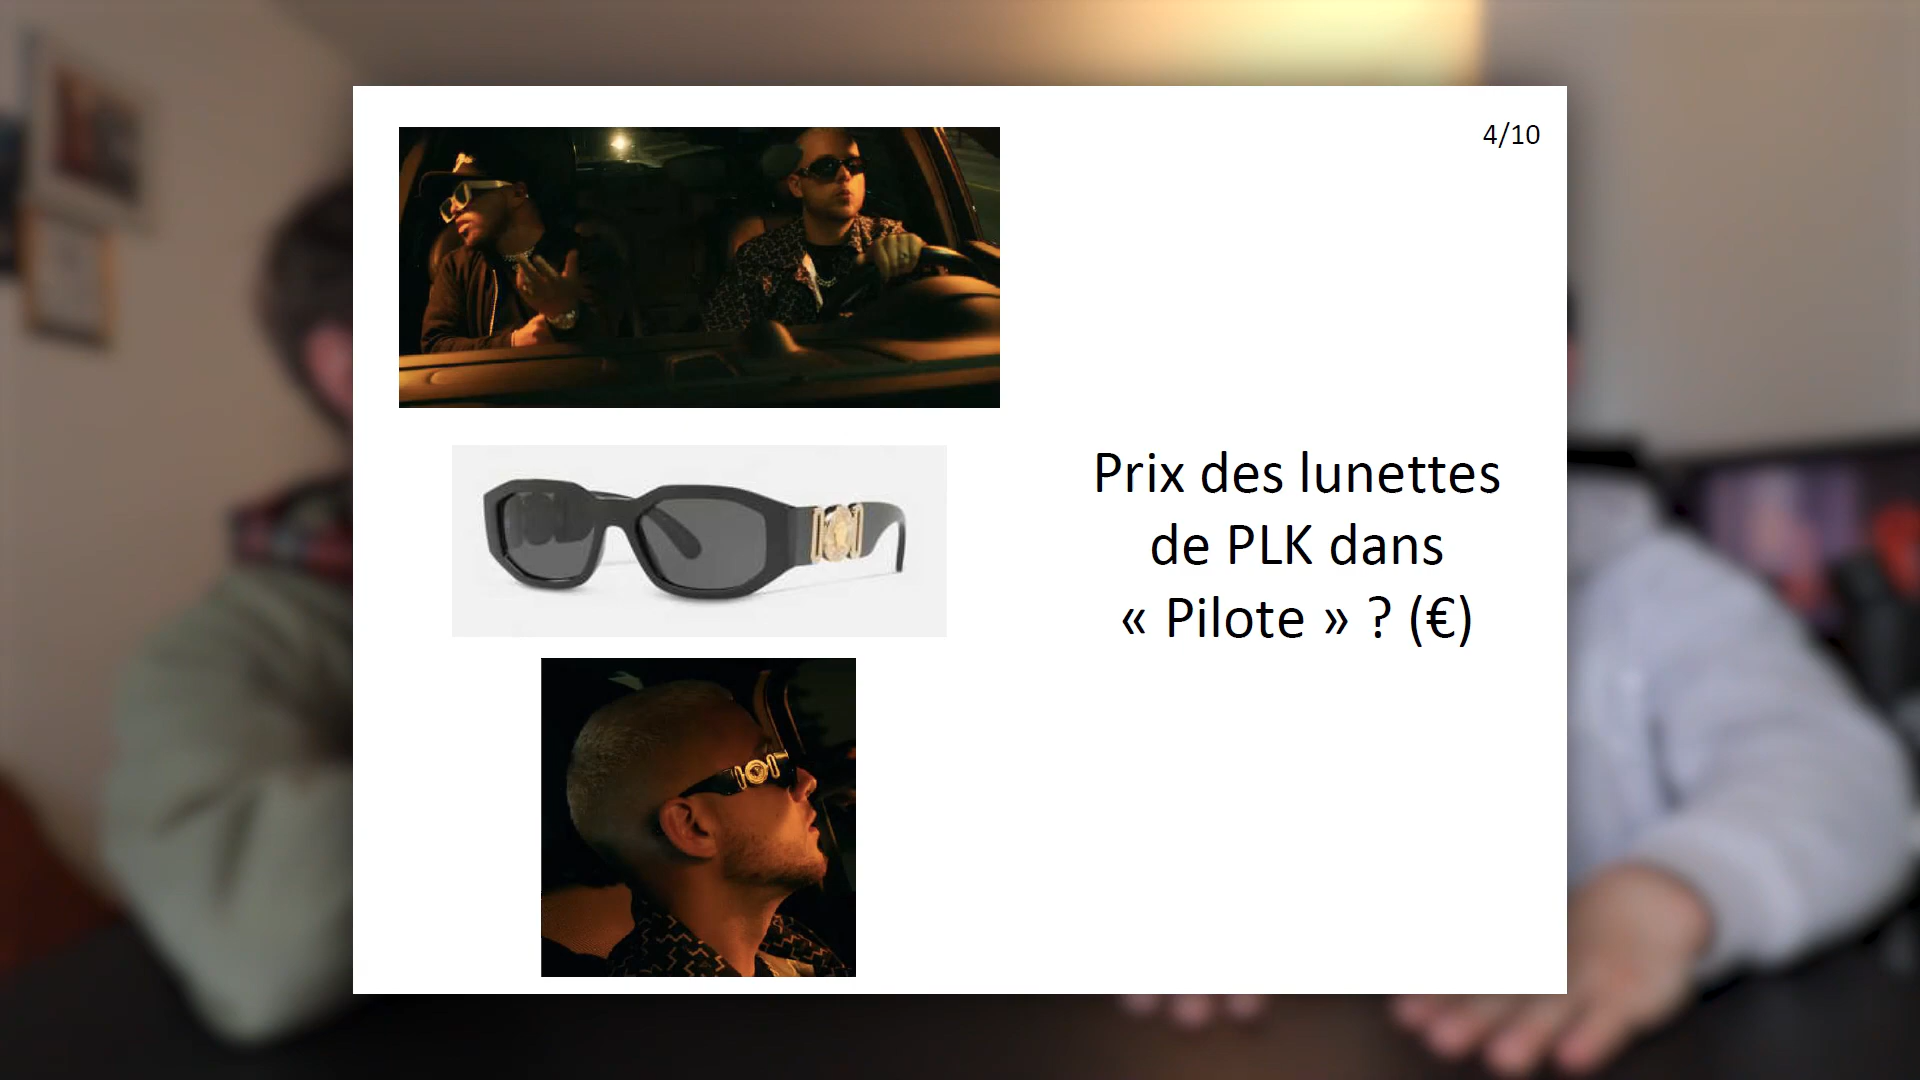 4/10
Prix des lunettes
de PLK dans
« Pilote » ? (€)